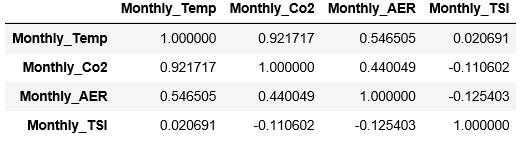 Monthly_Temp Monthly_Co2 Monthly_AER Monthly_TSI
Monthly_Temp 1.000000 0.921717 0.546505 0.020691
Monthly_Co2 0.921717 1.000000 0.440049 -0.110602
Monthly_AER 0.546505 0.440049 1.000000 -0.125403
Monthly_TSI 0.020691 -0.110602 -0.125403 1.000000